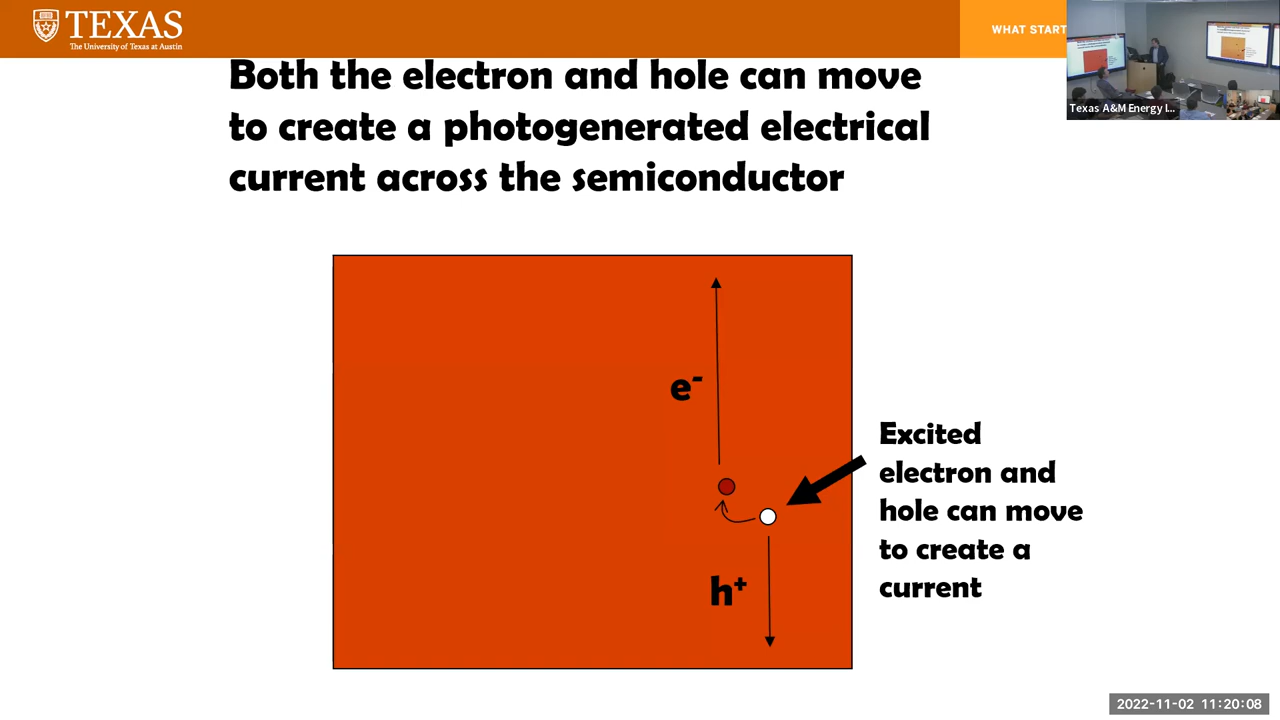 TEXAS
The University of Texas at Austin
WHAT START
Texas A&M Energy I...
Both the electron and hole can move
to create a photogenerated electrical
current across the semiconductor
e-
h+
Excited
electron and
hole can move
to create a
current
2022-11-02 11:20:08